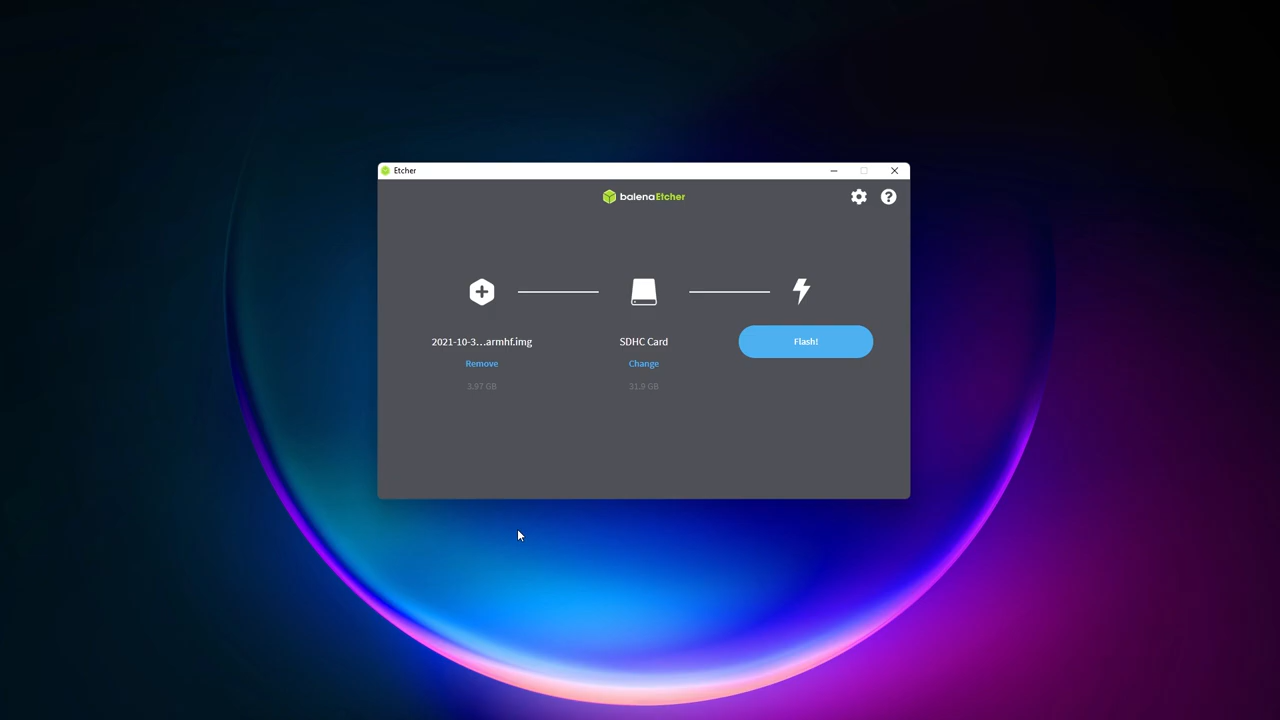 Etcher
balenaEtcher
2021-10-3...armhf.img
SDHC Card
Flash!
Remove
Change
3.97 GB
31.9 GB